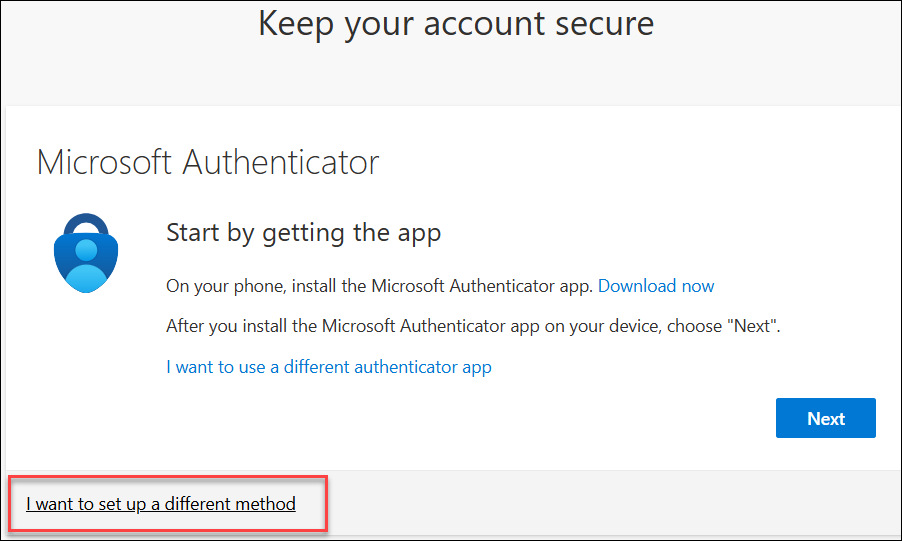 Keep your account secure
Microsoft Authenticator
Start by getting the app
On your phone, install the Microsoft Authenticator app. Download now
After you install the Microsoft Authenticator app on your device, choose "Next".
I want to use a different authenticator app
Next
I want to set up a different method